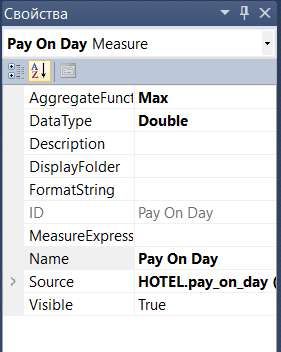 Свойства
Pay On Day Measure
AggregateFunct Max
DataType Double
Description
DisplayFolder
FormatString
ID Pay On Day
MeasureExpress
Name Pay On Day
Source HOTEL.pay_on_day (
Visible True